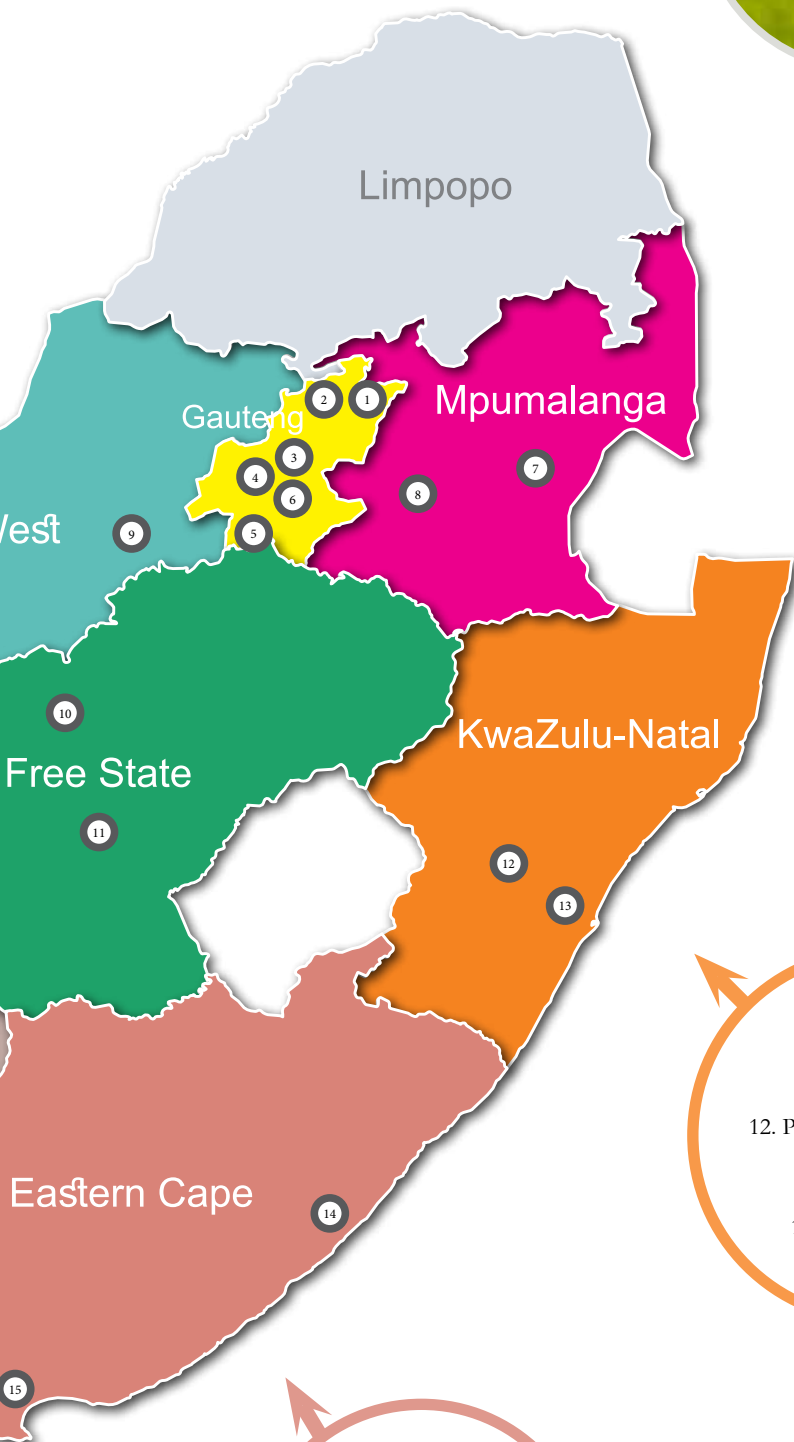 Limpopo
Mpumalanga
Gauteng
2
1
3
4
6
5
8
7
West
9
10
Free State
11
KwaZulu-Natal
12
13
12. P
Eastern Cape
14
15